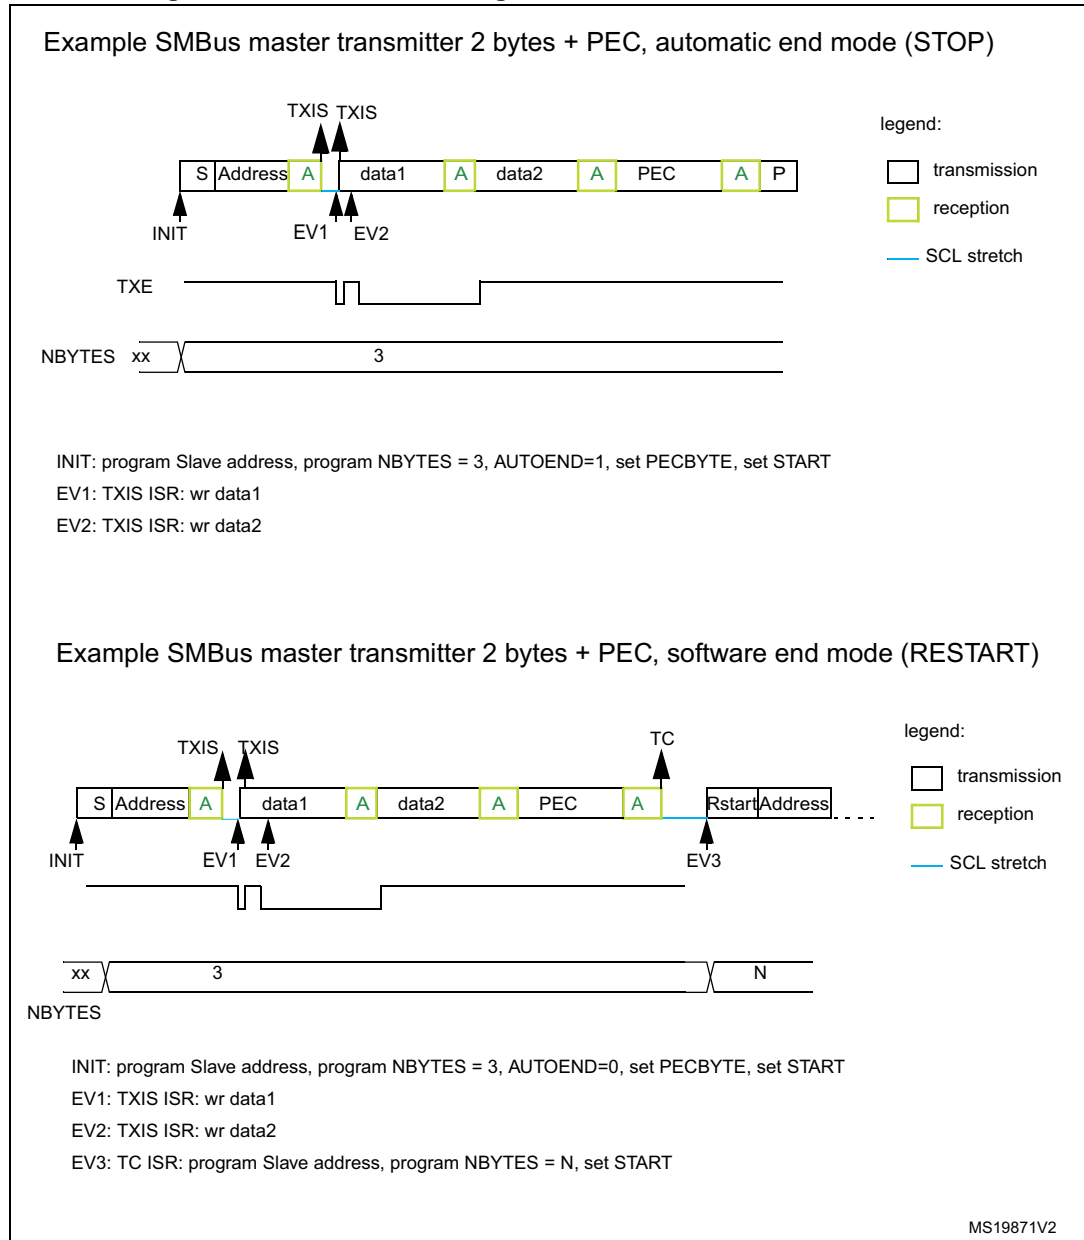 Example SMBus master transmitter 2 bytes + PEC, automatic end mode (STOP)
TXIS TXIS
legend:
S Address A data1 A data2 A PEC A P
transmission
reception
INIT EV1 EV2
SCL stretch
TXE
NBYTES xx 3
INIT: program Slave address, program NBYTES = 3, AUTOEND=1, set PECBYTE, set START
EV1: TXIS ISR: wr data1
EV2: TXIS ISR: wr data2
Example SMBus master transmitter 2 bytes + PEC, software end mode (RESTART)
TXIS TXIS TC
legend:
transmission
S Address A data1 A data2 A PEC A Rstart Address
reception
INIT EV1 EV2 EV3
SCL stretch
xx 3 N
NBYTES
INIT: program Slave address, program NBYTES = 3, AUTOEND=0, set PECBYTE, set START
EV1: TXIS ISR: wr data1
EV2: TXIS ISR: wr data2
EV3: TC ISR: program Slave address, program NBYTES = N, set START
MS19871V2